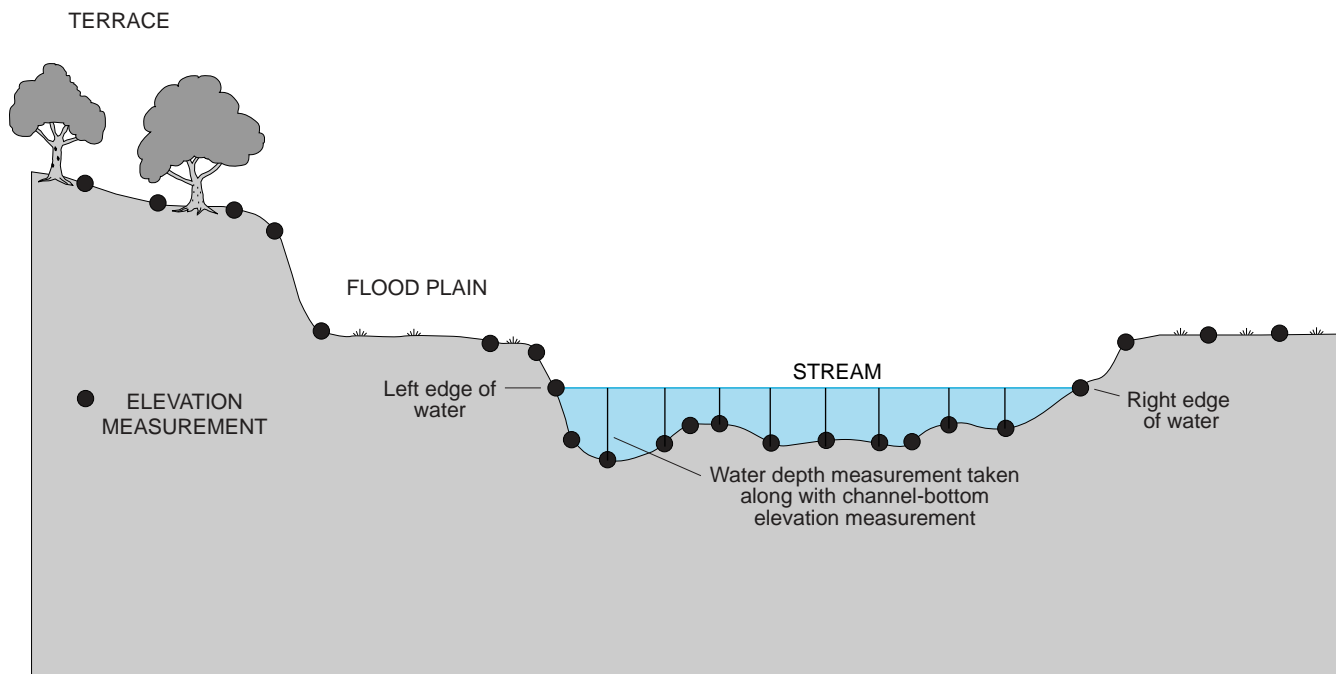 TERRACE
FLOOD PLAIN
STREAM
Left edge of
water
Right edge
of water
ELEVATION
MEASUREMENT
Water depth measurement taken
along with channel-bottom
elevation measurement